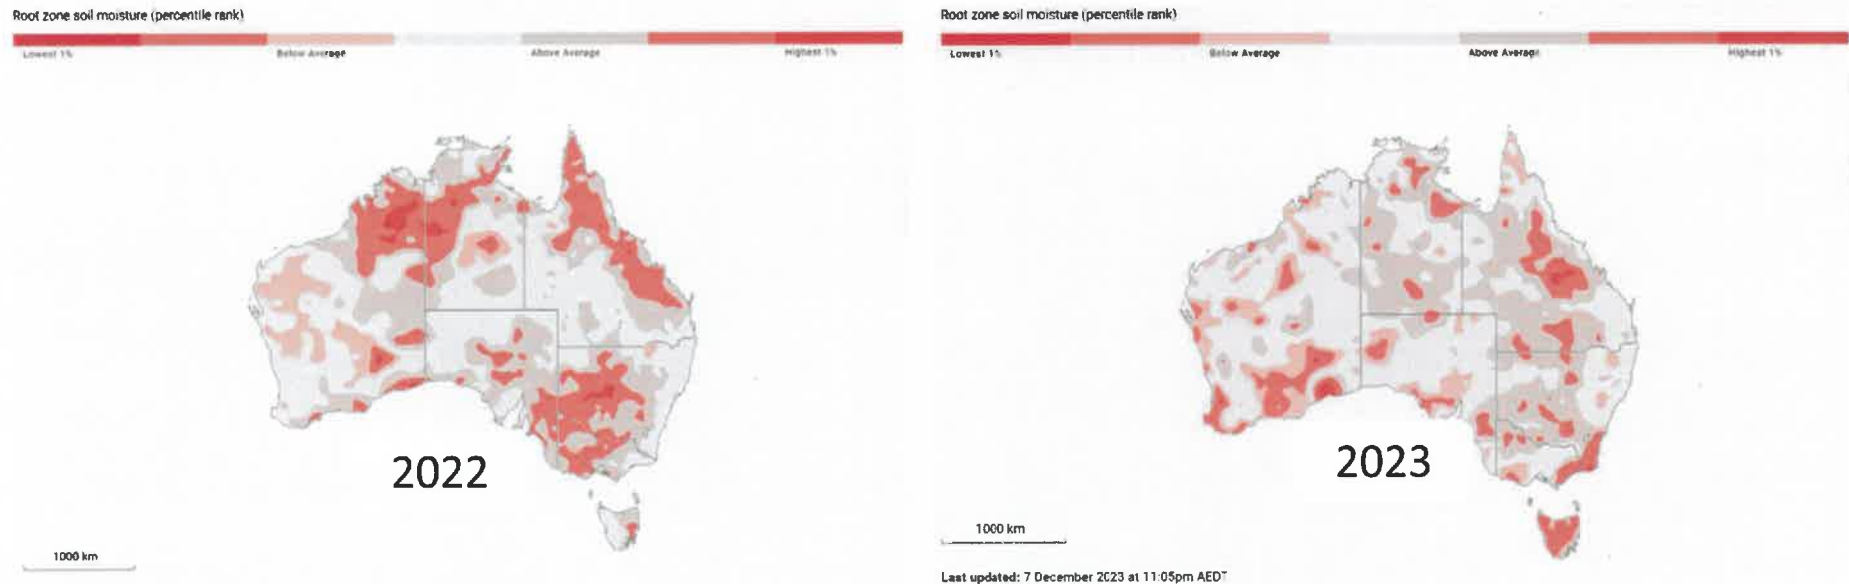 Root zone soil moisture (percentile rank)
Lowest 1% Below Average Above Average Highest 1%
2022
1000 km
Root zone soil moisture (percentile rank)
Lowest 1% Below Average Above Average Highest 1%
2023
1000 km
Last updated: 7 December 2023 at 11:05pm AEDT